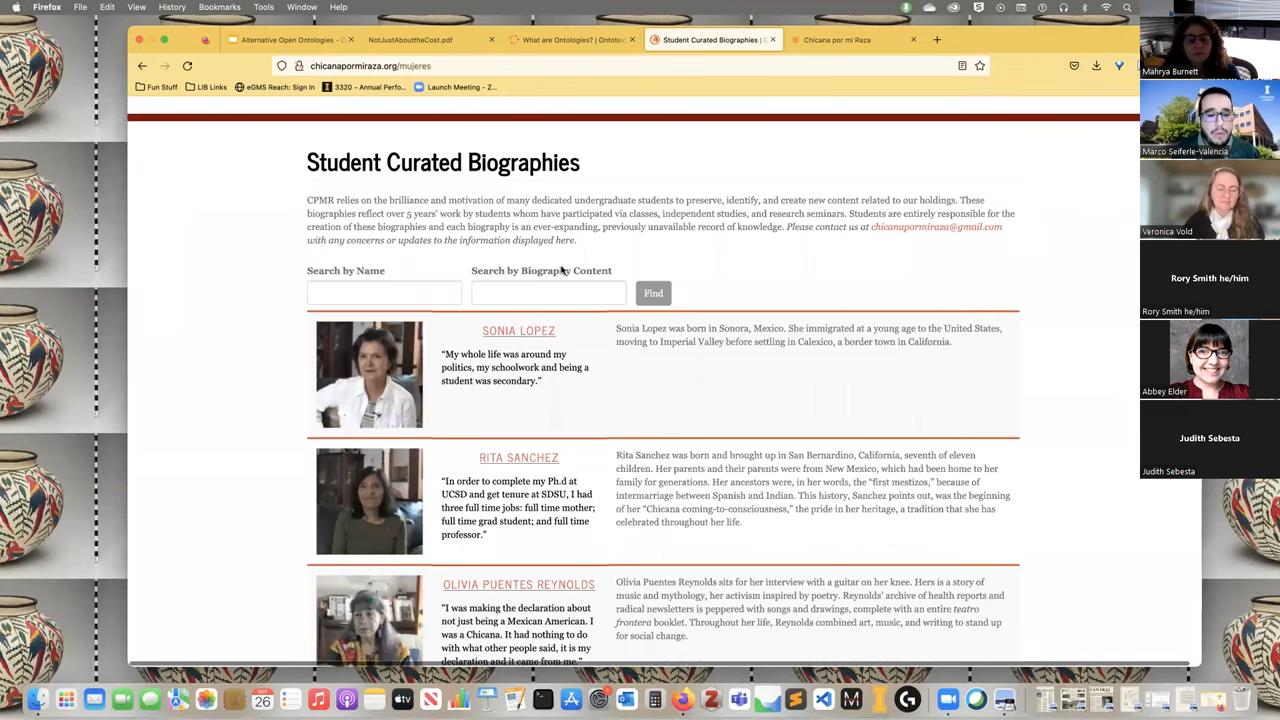 Firefox File Edit View History Bookmarks Tools Window Help
Alternative Open Ontologies - C
NotJustAbouttheCost.pdf
What are Ontologies? | Ontotex
Student Curated Biographies | C
Chicana por mi Raza
chicanapormiraza.org/mujeres
Fun Stuff
LIB Links
eGMS Reach: Sign In
3320 - Annual Perfo...
Launch Meeting - Z...
Student Curated Biographies
CPMR relies on the brilliance and motivation of many dedicated undergraduate students to preserve, identify, and create new content related to our holdings. These
biographies reflect over 5 years' work by students whom have participated via classes, independent studies, and research seminars. Students are entirely responsible for the
creation of these biographies and each biography is an ever-expanding, previously unavailable record of knowledge. Please contact us at chicanapormiraza@gmail.com
with any concerns or updates to the information displayed here.
Search by Name
Search by Biography Content
Find
SONIA LOPEZ
"My whole life was around my
politics, my schoolwork and being a
student was secondary."
Sonia Lopez was born in Sonora, Mexico. She immigrated at a young age to the United States,
moving to Imperial Valley before settling in Calexico, a border town in California.
RITA SANCHEZ
"In order to complete my Ph.d at
UCSD and get tenure at SDSU, I had
three full time jobs: full time mother;
full time grad student; and full time
professor."
Rita Sanchez was born and brought up in San Bernardino, California, seventh of eleven
children. Her parents and their parents were from New Mexico, which had been home to her
family for generations. Her ancestors were, in her words, the "first mestizos," because of
intermarriage between Spanish and Indian. This history, Sanchez points out, was the beginning
of her "Chicana coming-to-consciousness," the pride in her heritage, a tradition that she has
celebrated throughout her life.
OLIVIA PUENTES REYNOLDS
"I was making the declaration about
not just being a Mexican American. I
was a Chicana. It had nothing to do
with what other people said, it is my
declaration and it came from me."
Olivia Puentes Reynolds sits for her interview with a guitar on her knee. Hers is a story of
music and mythology, her activism inspired by poetry. Reynolds' archive of health reports and
radical newsletters is peppered with songs and drawings, complete with an entire teatro
frontera booklet. Throughout her life, Reynolds combined art, music, and writing to stand up
for social change.
Mahrya Burnett
Marco Seiferle-Valencia
Veronica Vold
Rory Smith he/him
Rory Smith he/him
Abbey Elder
Judith Sebesta
Judith Sebesta
OCT
26
tv